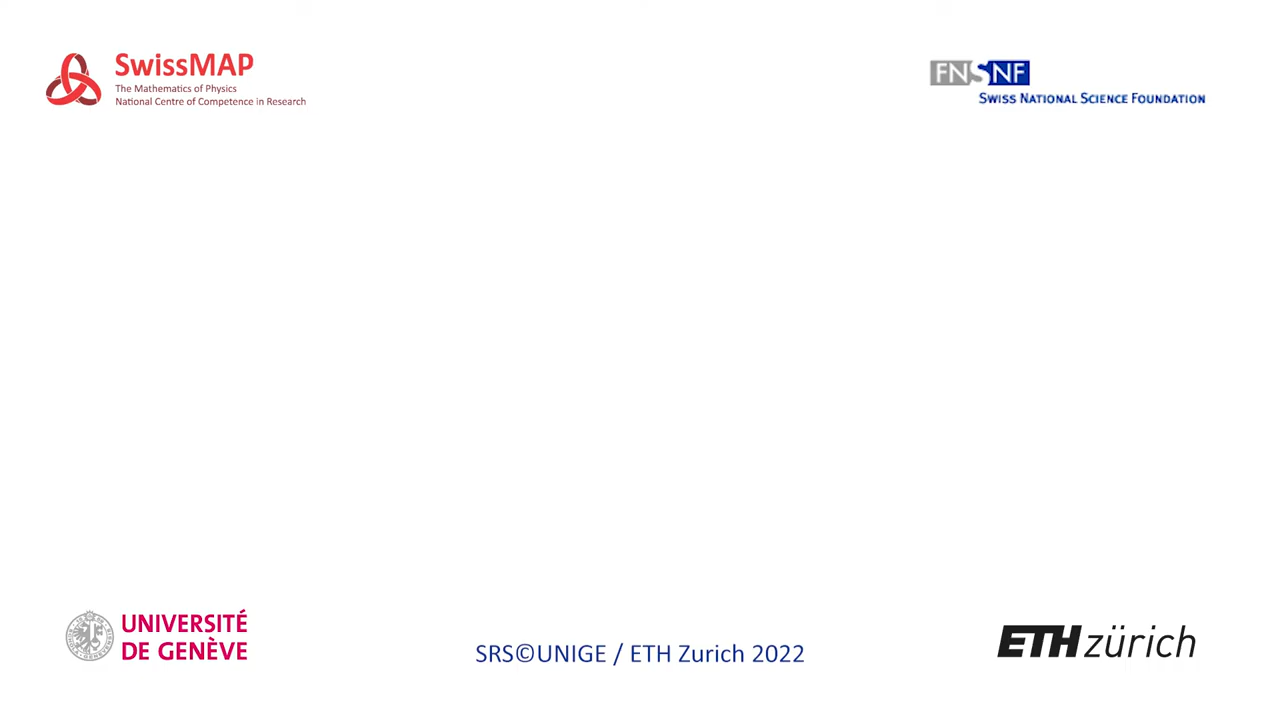 SwissMAP
The Mathematics of Physics
National Centre of Competence in Research
FNSNF
SWISS NATIONAL SCIENCE FOUNDATION
UNIVERSITÉ
DE GENÈVE
SRS©UNIGE / ETH Zurich 2022
ETH zürich